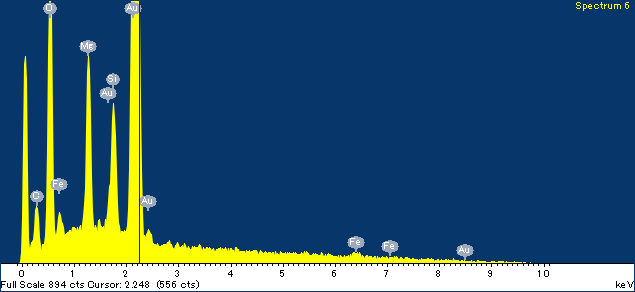 Spectrum 6
O Au
Mg
Si
Au
Fe
O Au
Fe Fe Au
0 1 2 3 4 5 6 7 8 9 10
Full Scale 894 cts Cursor: 2.248 (556 cts) keV